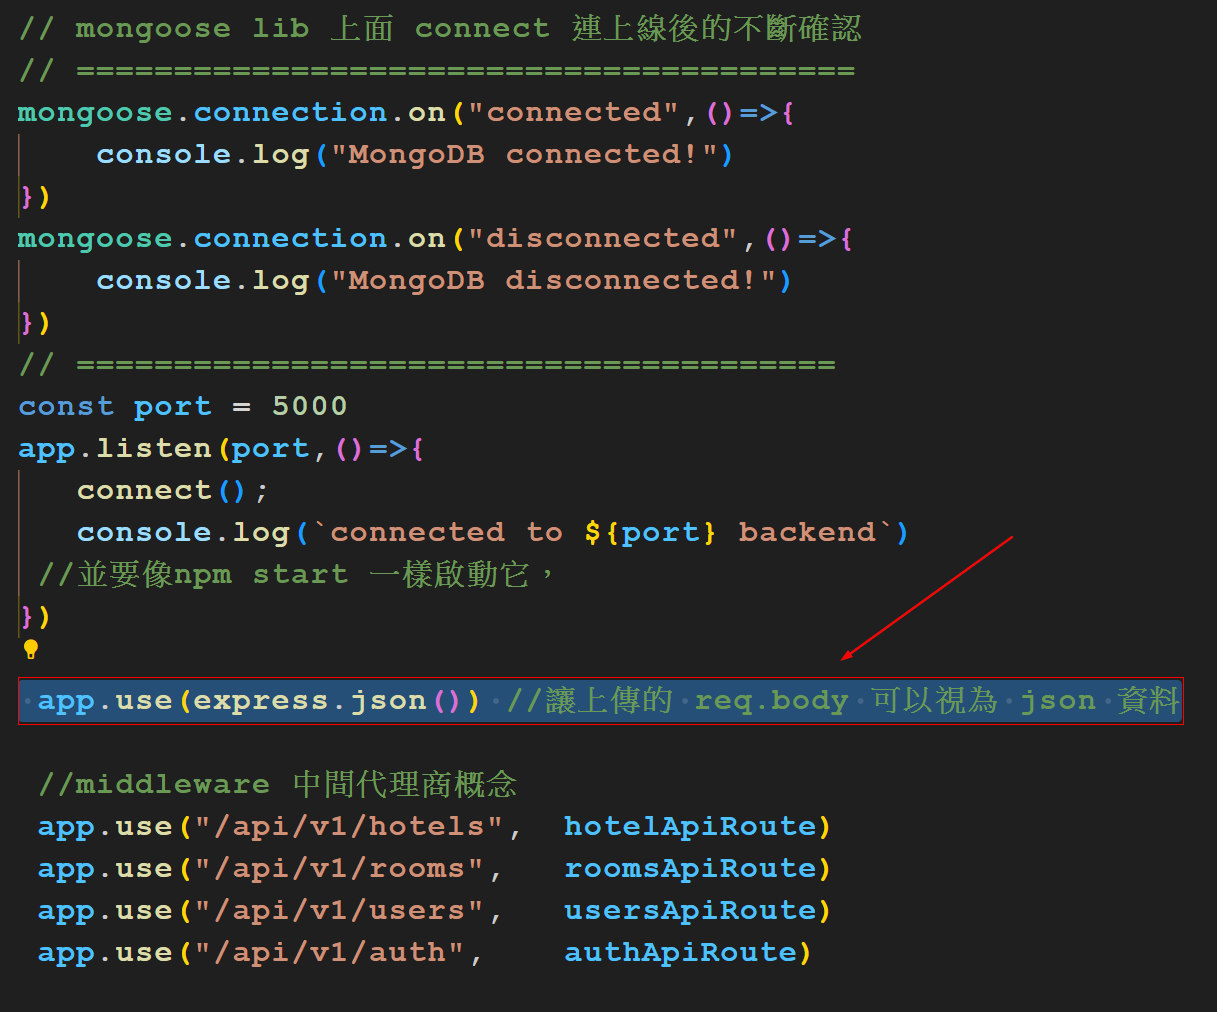 // mongoose lib 上面 connect 連上線後的不斷確認
// ========================================
mongoose.connection.on("connected",()=>{
    console.log("MongoDB connected!")
})
mongoose.connection.on("disconnected",()=>{
    console.log("MongoDB disconnected!")
})
// =======================================
const port = 5000
app.listen(port,()=>{
   connect();
   console.log(`connected to ${port} backend`)
 //並要像npm start 一樣啟動它，
})
 app.use(express.json()) //讓上傳的 req.body 可以視為 json 資料
 //middleware 中間代理商概念
 app.use("/api/v1/hotels",  hotelApiRoute)
 app.use("/api/v1/rooms",   roomsApiRoute)
 app.use("/api/v1/users",   usersApiRoute)
 app.use("/api/v1/auth",    authApiRoute)